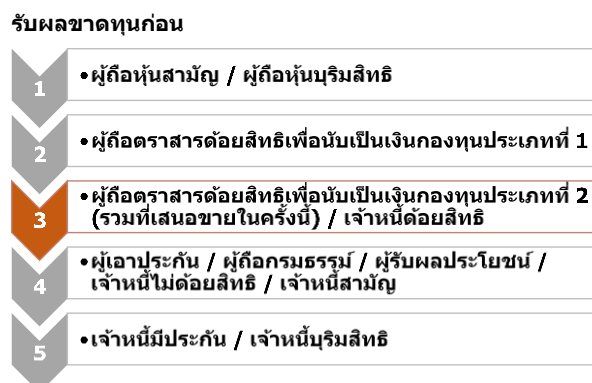 รับผลขาดทุนก่อน
1
•ผู้ถือหุ้นสามัญ / ผู้ถือหุ้นบุริมสิทธิ
2
•ผู้ถือตราสารด้อยสิทธิเพื่อนับเป็นเงินกองทุนประเภทที่ 1
3
•ผู้ถือตราสารด้อยสิทธิเพื่อนับเป็นเงินกองทุนประเภทที่ 2
(รวมที่เสนอขายในครั้งนี้) / เจ้าหนี้ด้อยสิทธิ
4
•ผู้เอาประกัน / ผู้ถือกรมธรรม์ / ผู้รับผลประโยชน์ /
เจ้าหนี้ไม่ด้อยสิทธิ / เจ้าหนี้สามัญ
5
•เจ้าหนี้มีประกัน / เจ้าหนี้บุริมสิทธิ